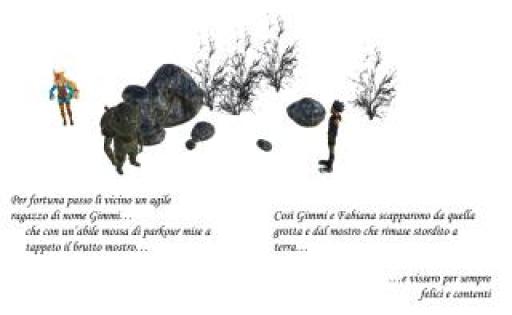 Per fortuna passo lì vicino un agile
ragazzo di nome Gimmi…
che con un'abile mossa di parkour mise a
tappeto il brutto mostro…
Così Gimmi e Fabiana scapparono da quella
grotta e dal mostro che rimase stordito a
terra…
…e vissero per sempre
felici e contenti